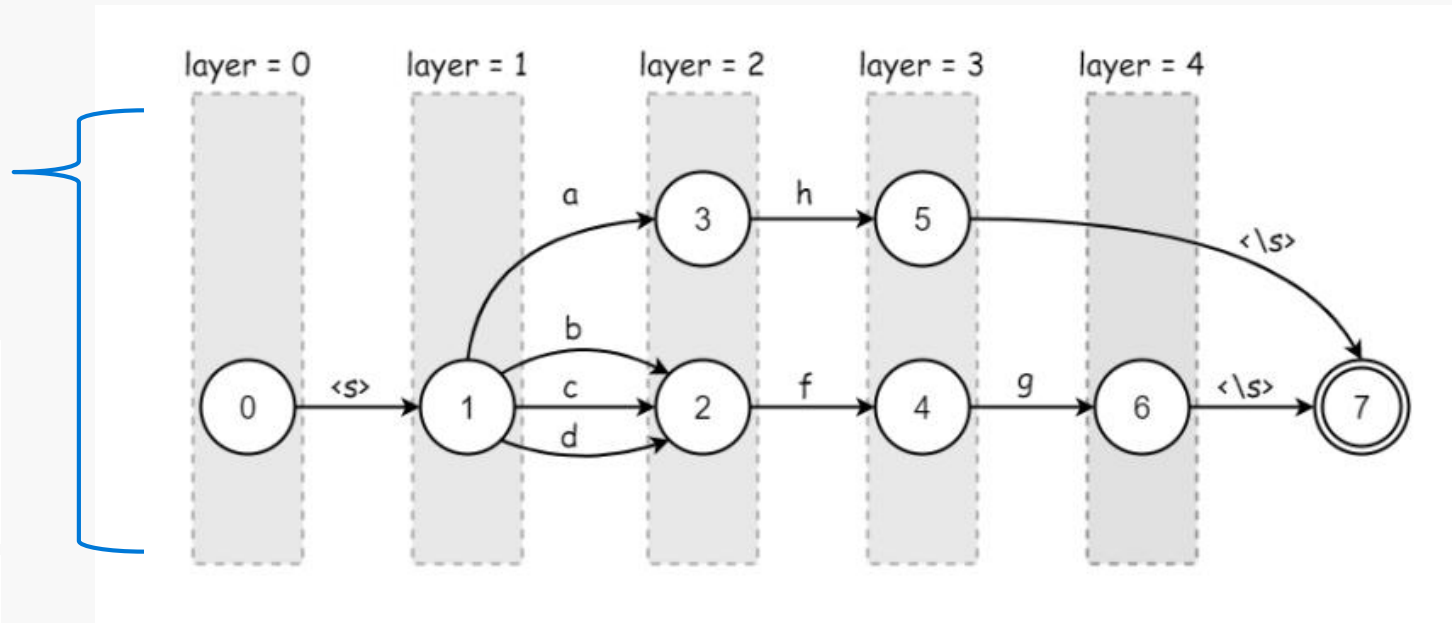 layer = 0
layer = 1
layer = 2
layer = 3
layer = 4
a
h
<\s>
3
5
b
<s>
c
f
g
<\s>
d
0
1
2
4
6
7